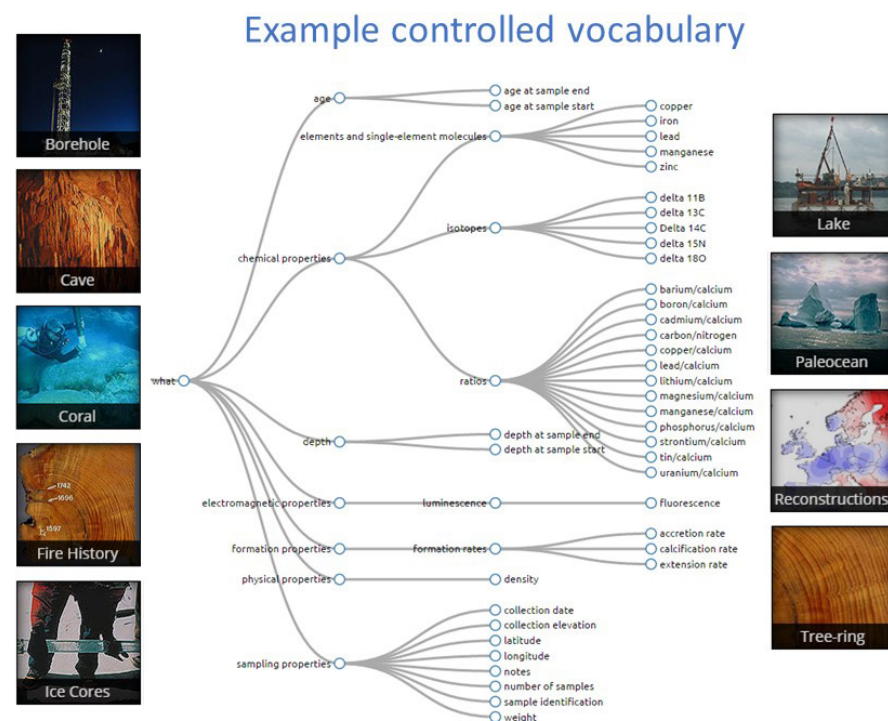 Example controlled vocabulary
Borehole
Cave
Coral
1742
1696
1597
Fire History
Ice Cores
what
age
age at sample end
age at sample start
chemical properties
elements and single-element molecules
copper
iron
lead
manganese
zinc
isotopes
delta 11B
delta 13C
Delta 14C
delta 15N
delta 18O
ratios
barium/calcium
boron/calcium
cadmium/calcium
carbon/nitrogen
copper/calcium
lead/calcium
lithium/calcium
magnesium/calcium
manganese/calcium
phosphorus/calcium
strontium/calcium
tin/calcium
uranium/calcium
depth
depth at sample end
depth at sample start
electromagnetic properties
luminescence
fluorescence
formation properties
formation rates
accretion rate
calcification rate
extension rate
physical properties
density
sampling properties
collection date
collection elevation
latitude
longitude
notes
number of samples
sample identification
weight
Lake
Paleocean
Reconstructions
Tree-ring